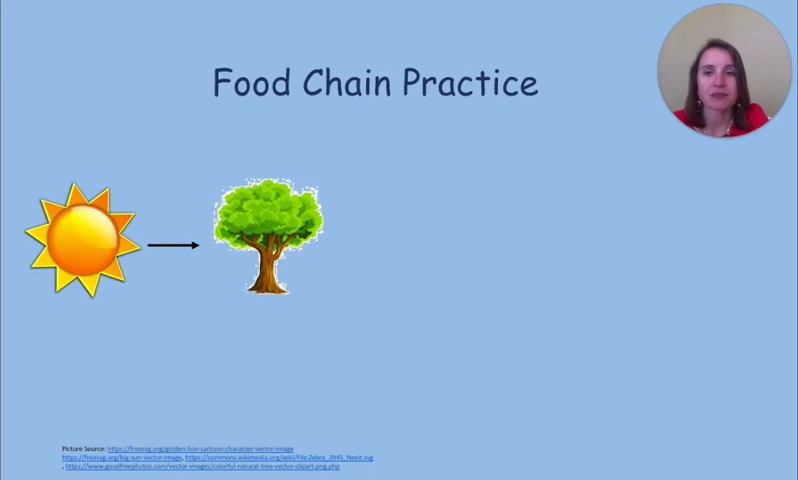 Food Chain Practice
Picture Source: https://freesvg.org/golden-lion-cartoon-character-vector-image
https://freesvg.org/big-sun-vector-image, https://commons.wikimedia.org/wiki/File:Zebra_3945_Nevit.svg
, https://www.goodfreephotos.com/vector-images/colorful-natural-tree-vector-clipart.png.php